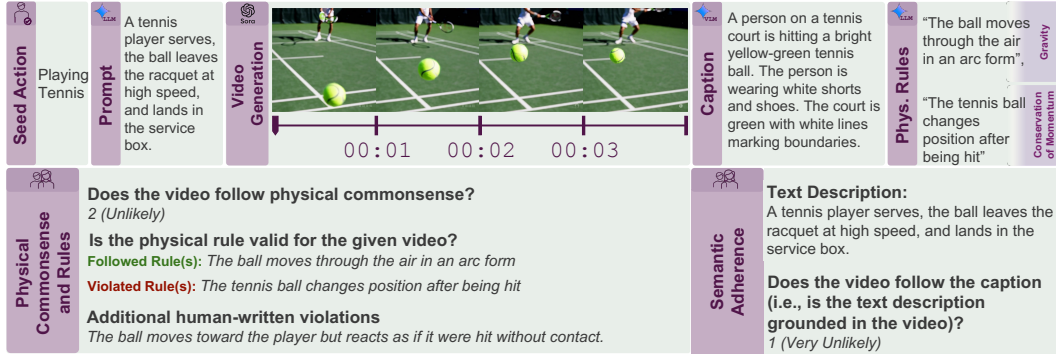 Seed Action
Playing
Tennis
LLM
Prompt
A tennis
player serves,
the ball leaves
the racquet at
high speed,
and lands in
the service
box.
Sora
Video
Generation
00:01 00:02 00:03
VLM
Caption
A person on a tennis
court is hitting a bright
yellow-green tennis
ball. The person is
wearing white shorts
and shoes. The court is
green with white lines
marking boundaries.
LLM
Phys. Rules
“The ball moves
through the air
in an arc form”,
Gravity
“The tennis ball
changes
position after
being hit”
Conservation
of Momentum
Physical
Commonsense
and Rules
Does the video follow physical commonsense?
2 (Unlikely)
Is the physical rule valid for the given video?
Followed Rule(s): The ball moves through the air in an arc form
Violated Rule(s): The tennis ball changes position after being hit
Additional human-written violations
The ball moves toward the player but reacts as if it were hit without contact.
Semantic
Adherence
Text Description:
A tennis player serves, the ball leaves the
racquet at high speed, and lands in the
service box.
Does the video follow the caption
(i.e., is the text description
grounded in the video)?
1 (Very Unlikely)